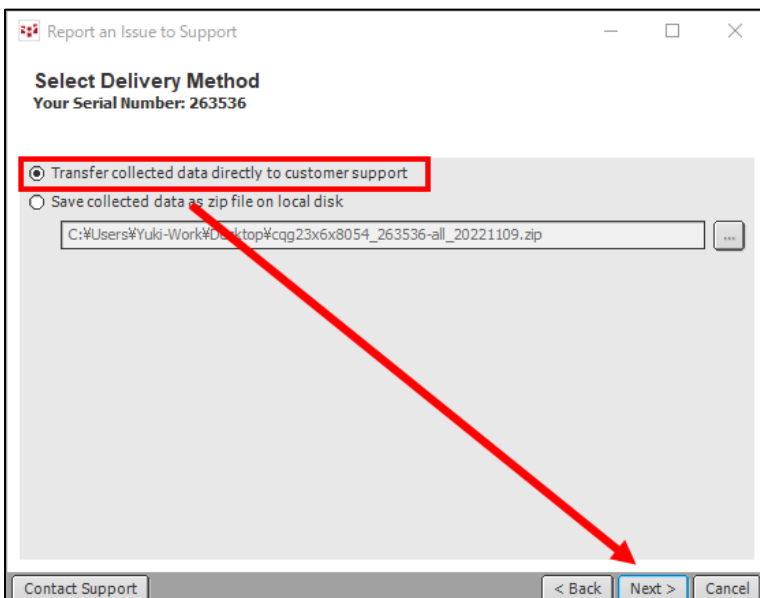 Report an Issue to Support
Select Delivery Method
Your Serial Number: 263536
Transfer collected data directly to customer support
Save collected data as zip file on local disk
C:¥Users¥Yuki-Work¥Desktop¥cqg23x6x8054_263536-all_20221109.zip
...
Contact Support
< Back
Next >
Cancel